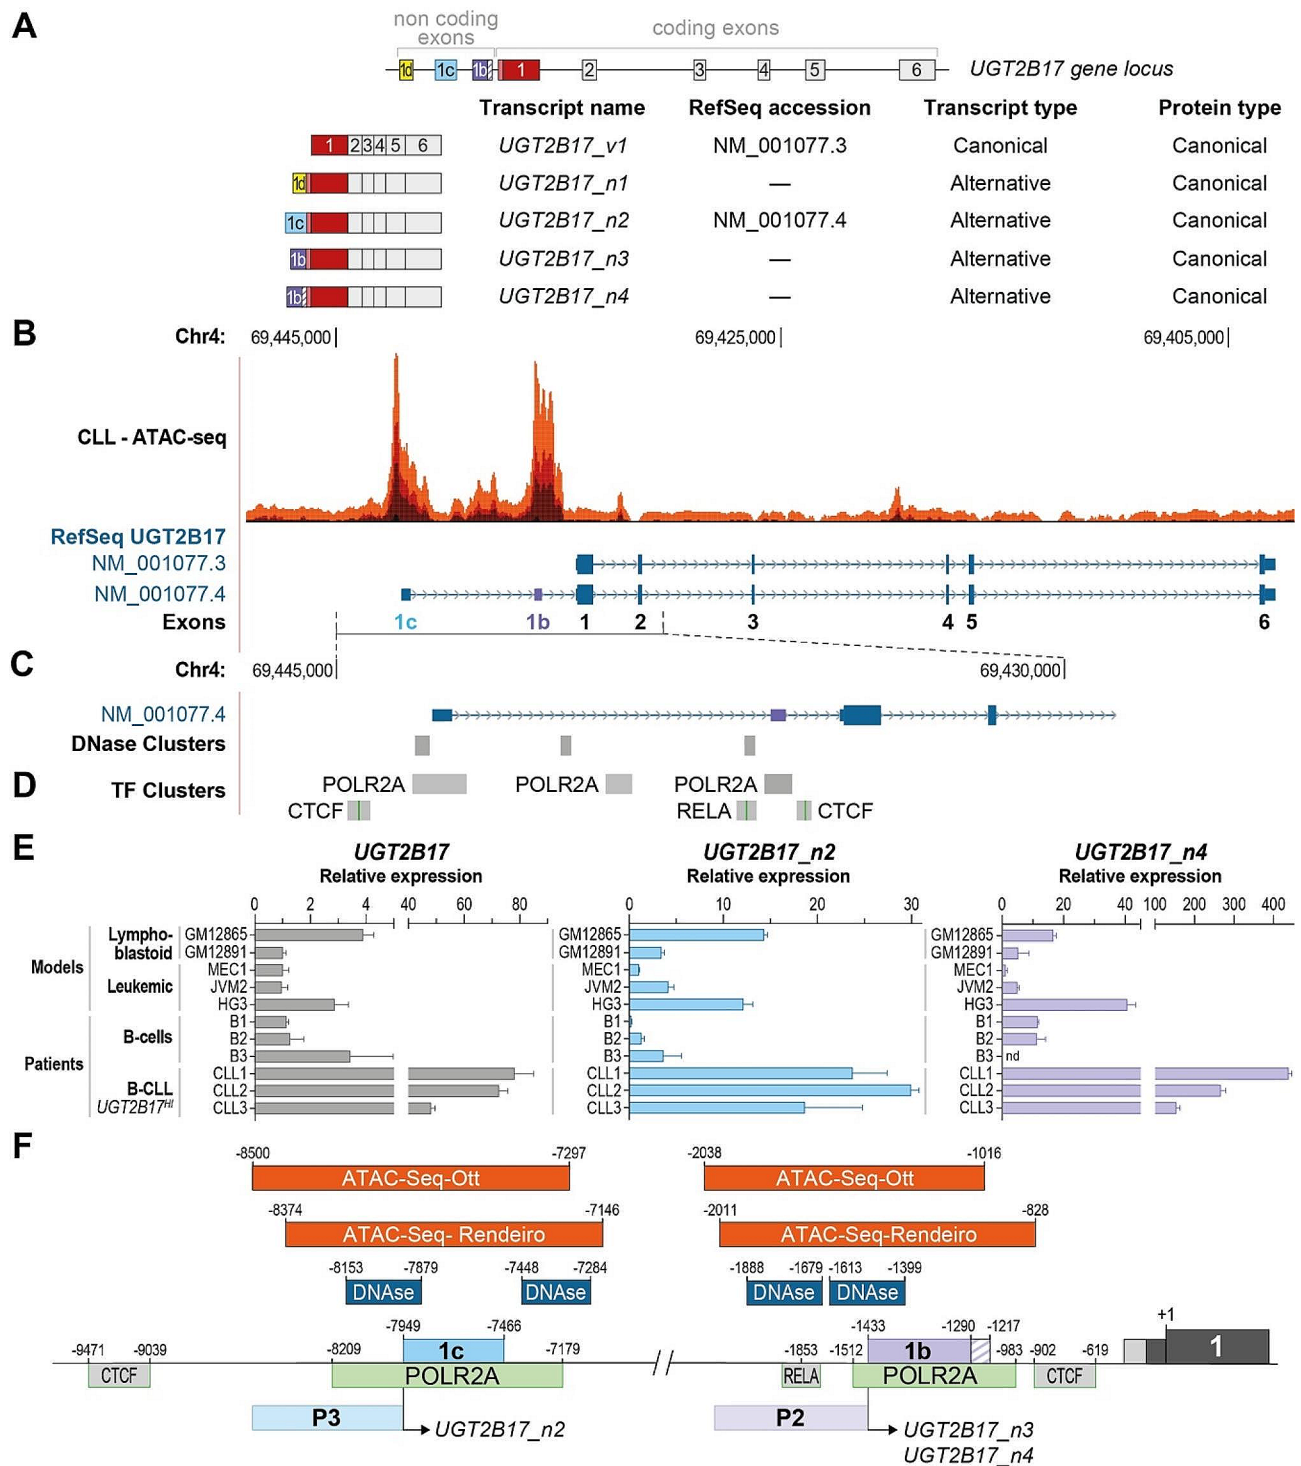 A
non coding
exons
coding exons
1d 1c 1b 1 2 3 4 5 6 UGT2B17 gene locus
Transcript name RefSeq accession Transcript type Protein type
1 2 3 4 5 6 UGT2B17_v1 NM_001077.3 Canonical Canonical
1d UGT2B17_n1 — Alternative Canonical
1c UGT2B17_n2 NM_001077.4 Alternative Canonical
1b UGT2B17_n3 — Alternative Canonical
1b UGT2B17_n4 — Alternative Canonical
B
Chr4: 69,445,000 69,425,000 69,405,000
CLL - ATAC-seq
RefSeq UGT2B17
NM_001077.3
NM_001077.4
Exons 1c 1b 1 2 3 4 5 6
C
Chr4: 69,445,000 69,430,000
NM_001077.4
DNase Clusters
D
TF Clusters POLR2A POLR2A POLR2A
CTCF RELA CTCF
E
UGT2B17 UGT2B17_n2 UGT2B17_n4
Relative expression Relative expression Relative expression
0 2 4 40 60 80 0 10 20 30 0 20 40 100 200 300 400
Models
Lympho-
blastoid
Leukemic
Patients
B-cells
B-CLL
UGT2B17HI
GM12865 GM12865 GM12865
GM12891 GM12891 GM12891
MEC1 MEC1 MEC1
JVM2 JVM2 JVM2
HG3 HG3 HG3
B1 B1 B1
B2 B2 B2
B3 B3 B3 nd
CLL1 CLL1 CLL1
CLL2 CLL2 CLL2
CLL3 CLL3 CLL3
F
-8500 -7297 -2038 -1016
ATAC-Seq-Ott ATAC-Seq-Ott
-8374 -7146 -2011 -828
ATAC-Seq- Rendeiro ATAC-Seq-Rendeiro
-8153 -7879 -7448 -7284 -1888 -1679 -1613 -1399
DNAse DNAse DNAse DNAse
+1
-7949 -7466 -1433 -1290 -1217
-9471 -9039 -8209 1c -7179 -1853 -1512 1b -983 -902 -619 1
CTCF POLR2A RELA POLR2A CTCF
P3 P2
UGT2B17_n2 UGT2B17_n3
UGT2B17_n4